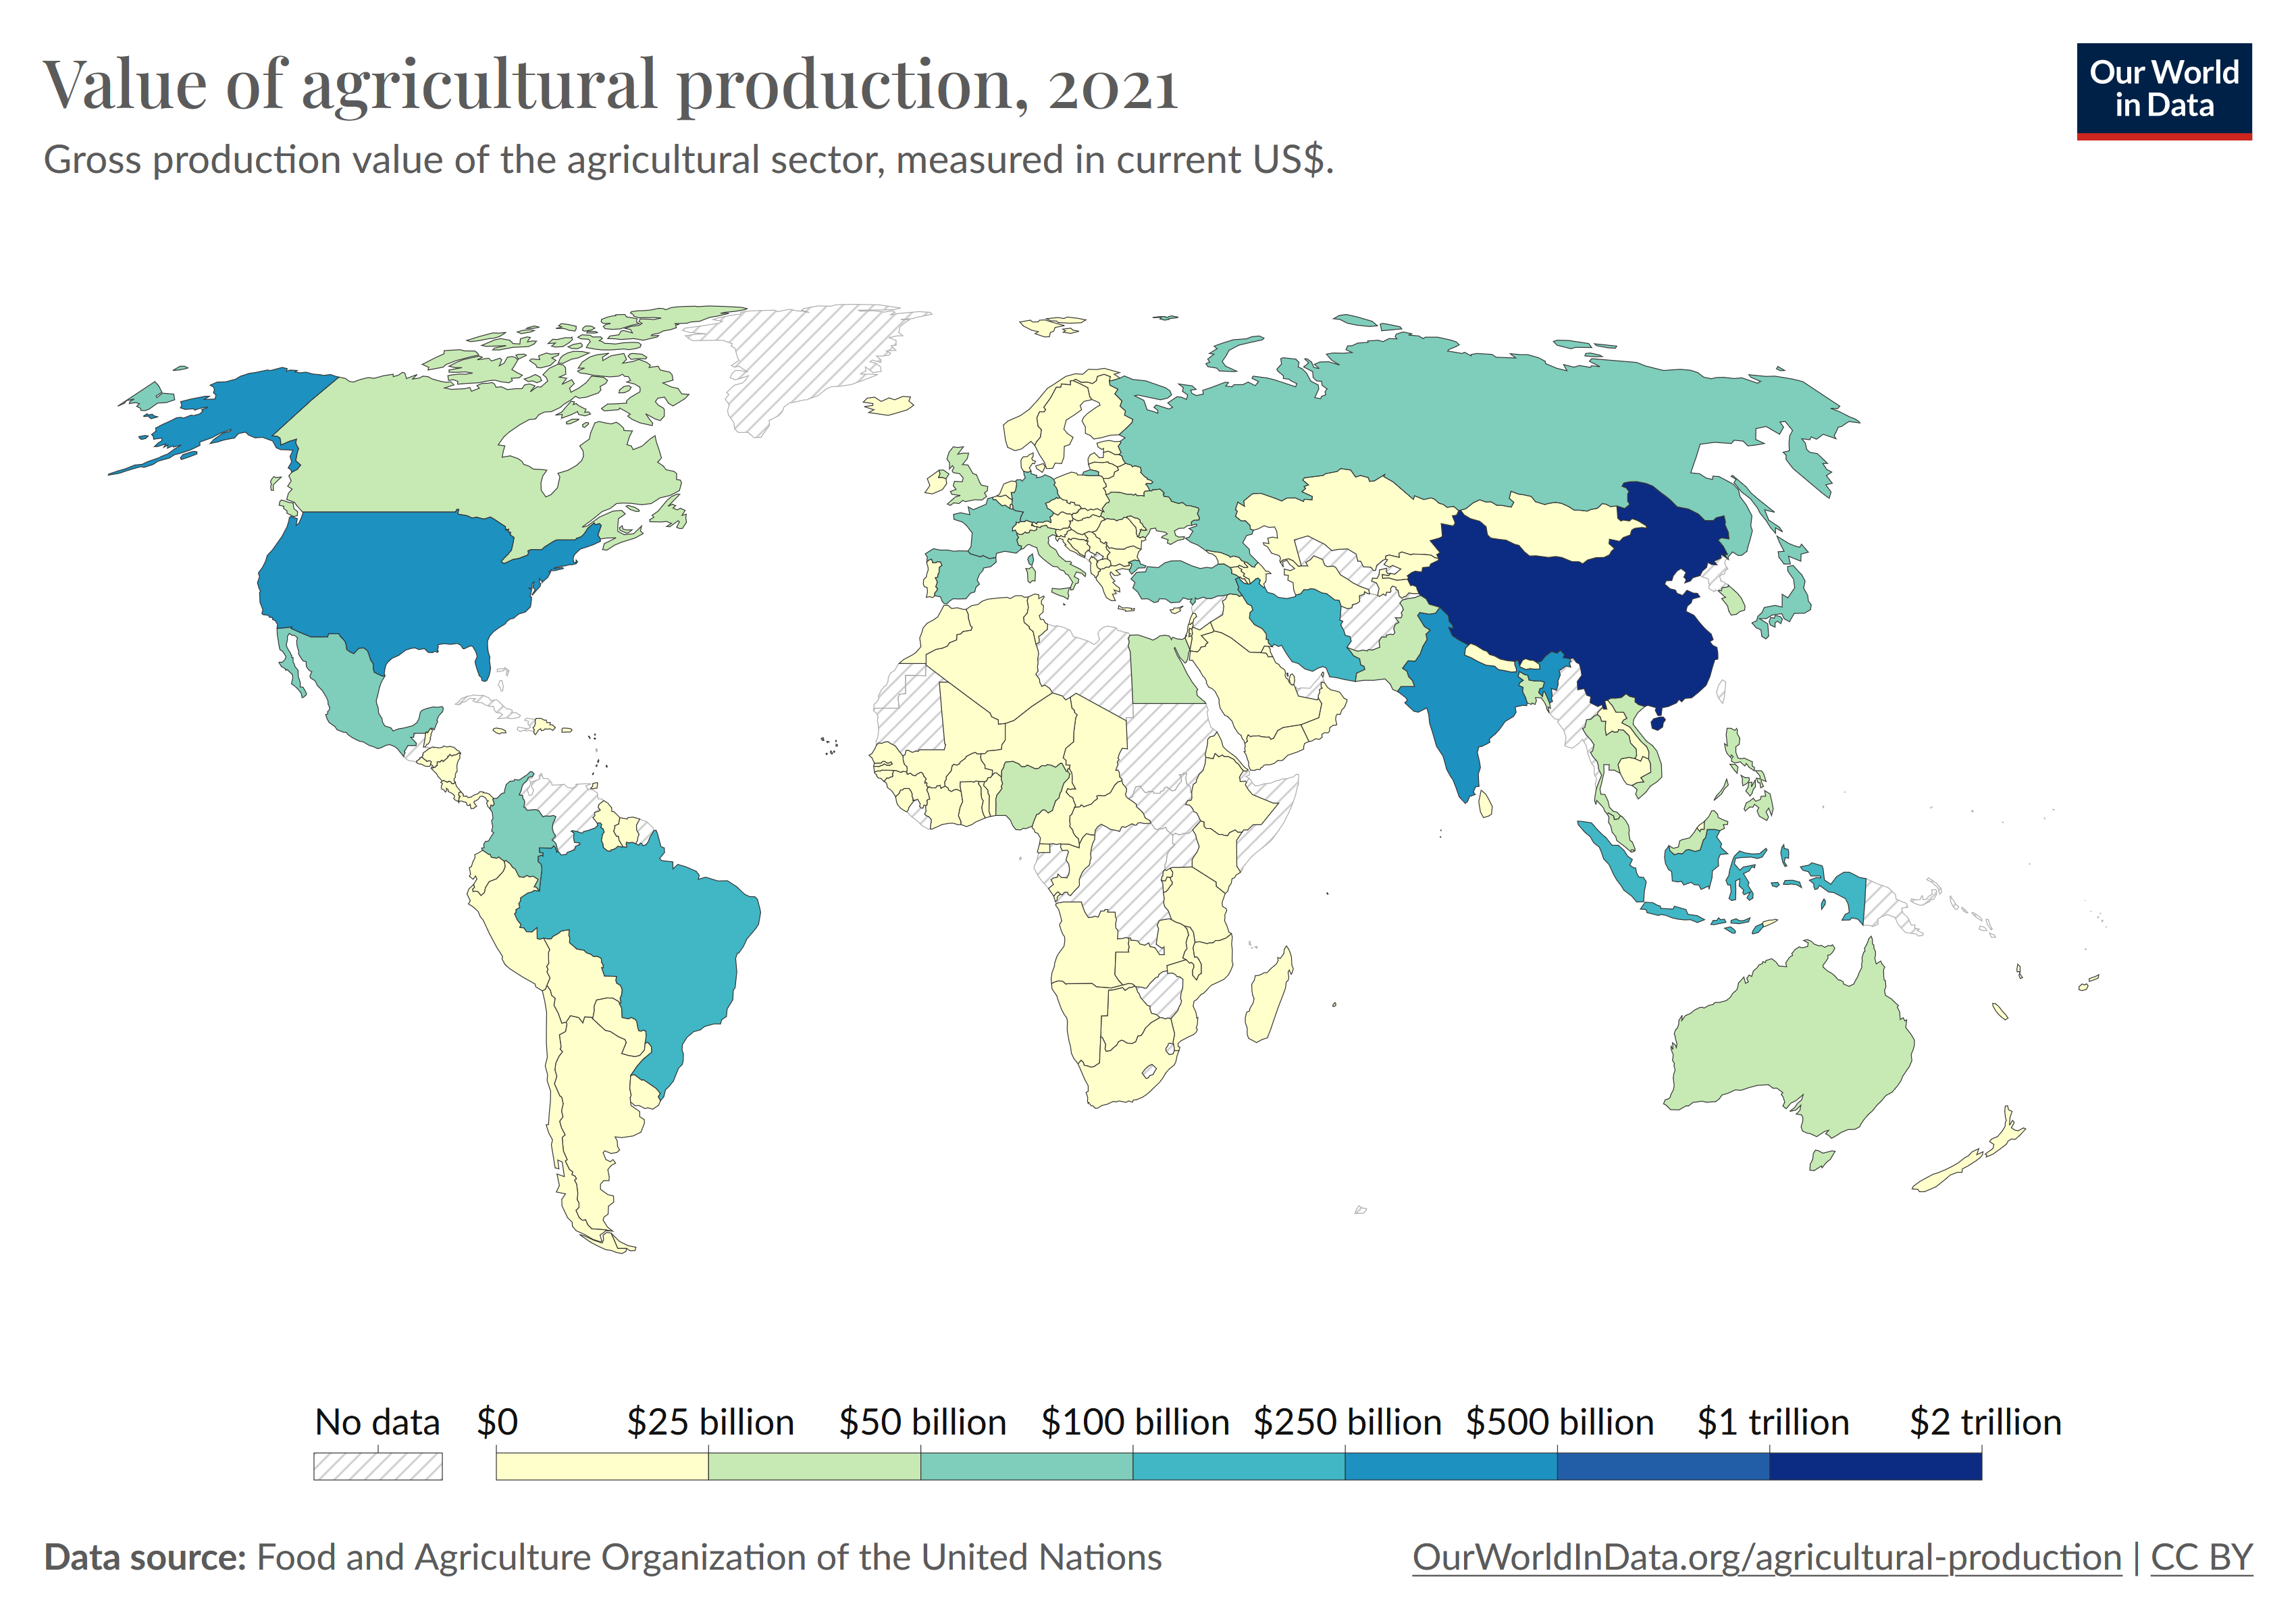 Value of agricultural production, 2021
Our World
in Data
Gross production value of the agricultural sector, measured in current US$.
No data $0 $25 billion $50 billion $100 billion $250 billion $500 billion $1 trillion $2 trillion
Data source: Food and Agriculture Organization of the United Nations
OurWorldInData.org/agricultural-production | CC BY